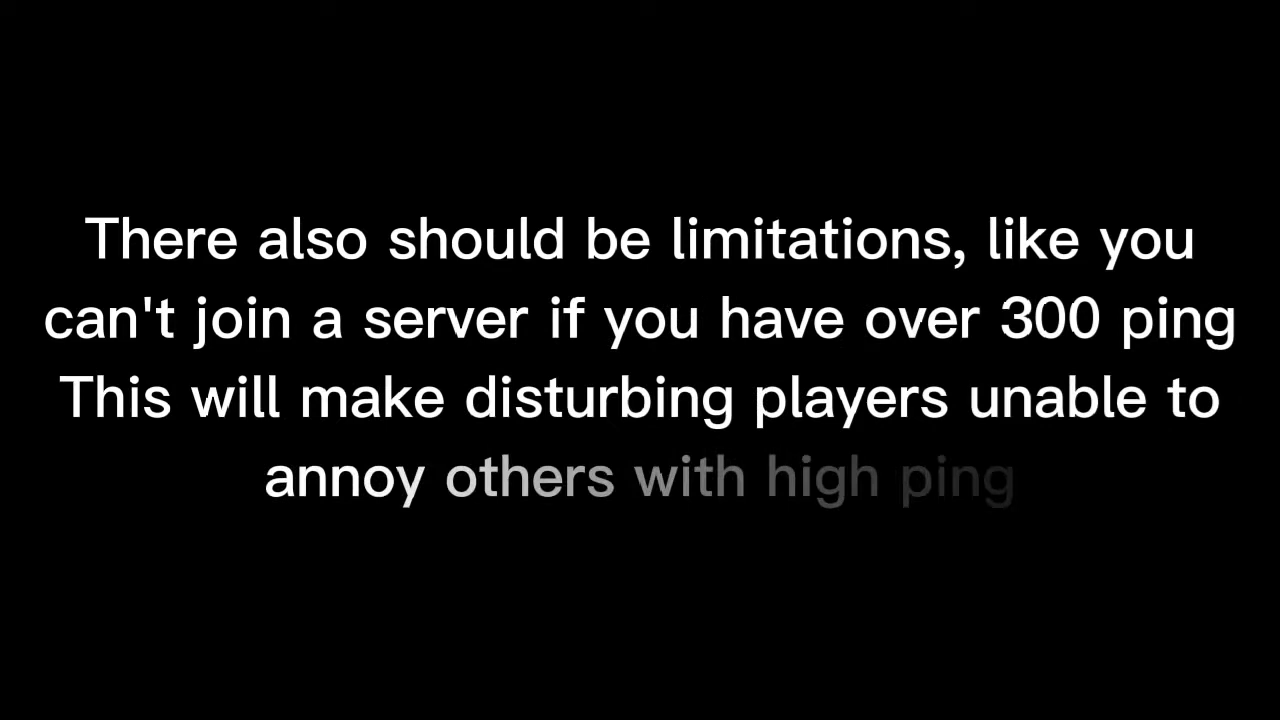 There also should be limitations, like you
can't join a server if you have over 300 ping
This will make disturbing players unable to
annoy others with high ping